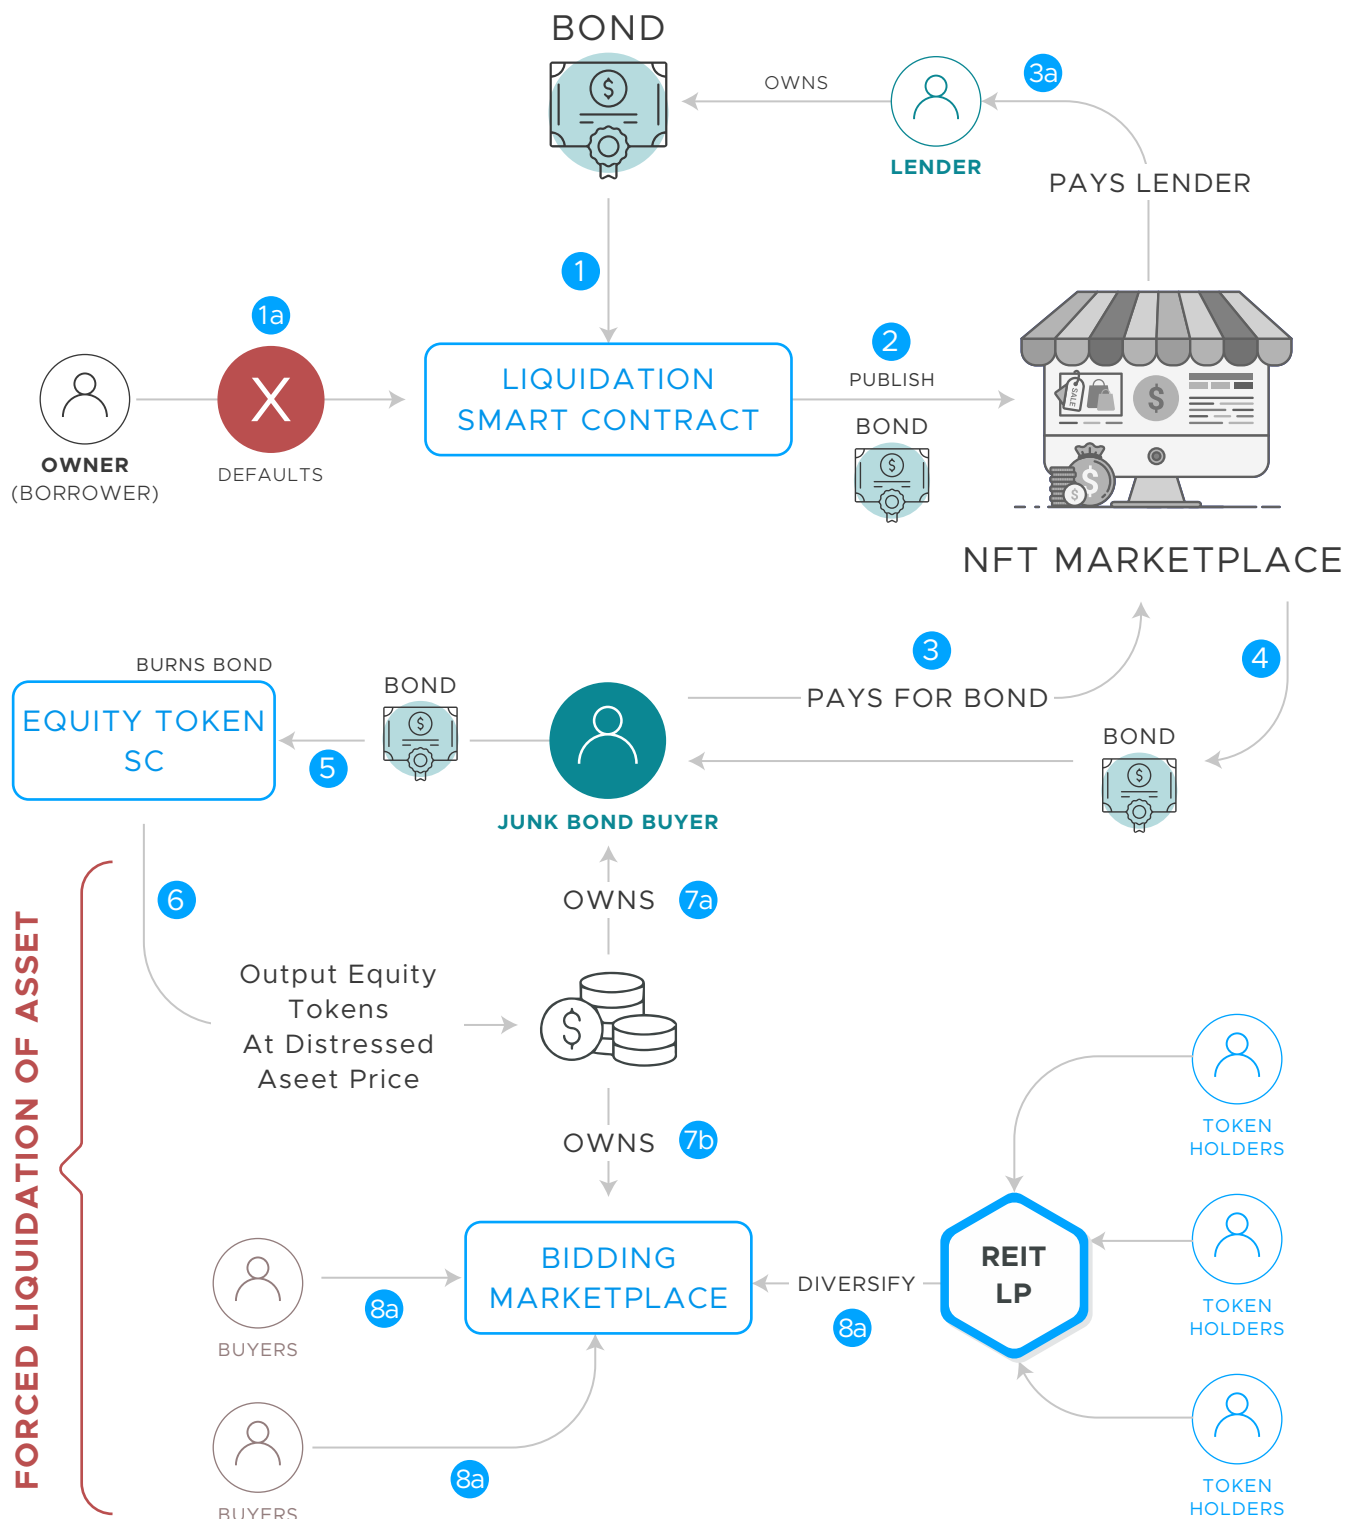 BOND
OWNS
3a
LENDER
PAYS LENDER
1
1a
2
LIQUIDATION
SMART CONTRACT
PUBLISH
BOND
X
OWNER
(BORROWER)
DEFAULTS
SALE
$
NFT MARKETPLACE
BURNS BOND
EQUITY TOKEN
SC
BOND
5
JUNK BOND BUYER
3
PAYS FOR BOND
4
BOND
6
OWNS
7a
Output Equity
Tokens
At Distressed
Aseet Price
FORCED LIQUIDATION OF ASSET
OWNS
7b
TOKEN
HOLDERS
BIDDING
MARKETPLACE
DIVERSIFY
8a
REIT
LP
TOKEN
HOLDERS
8a
BUYERS
8a
BUYERS
TOKEN
HOLDERS